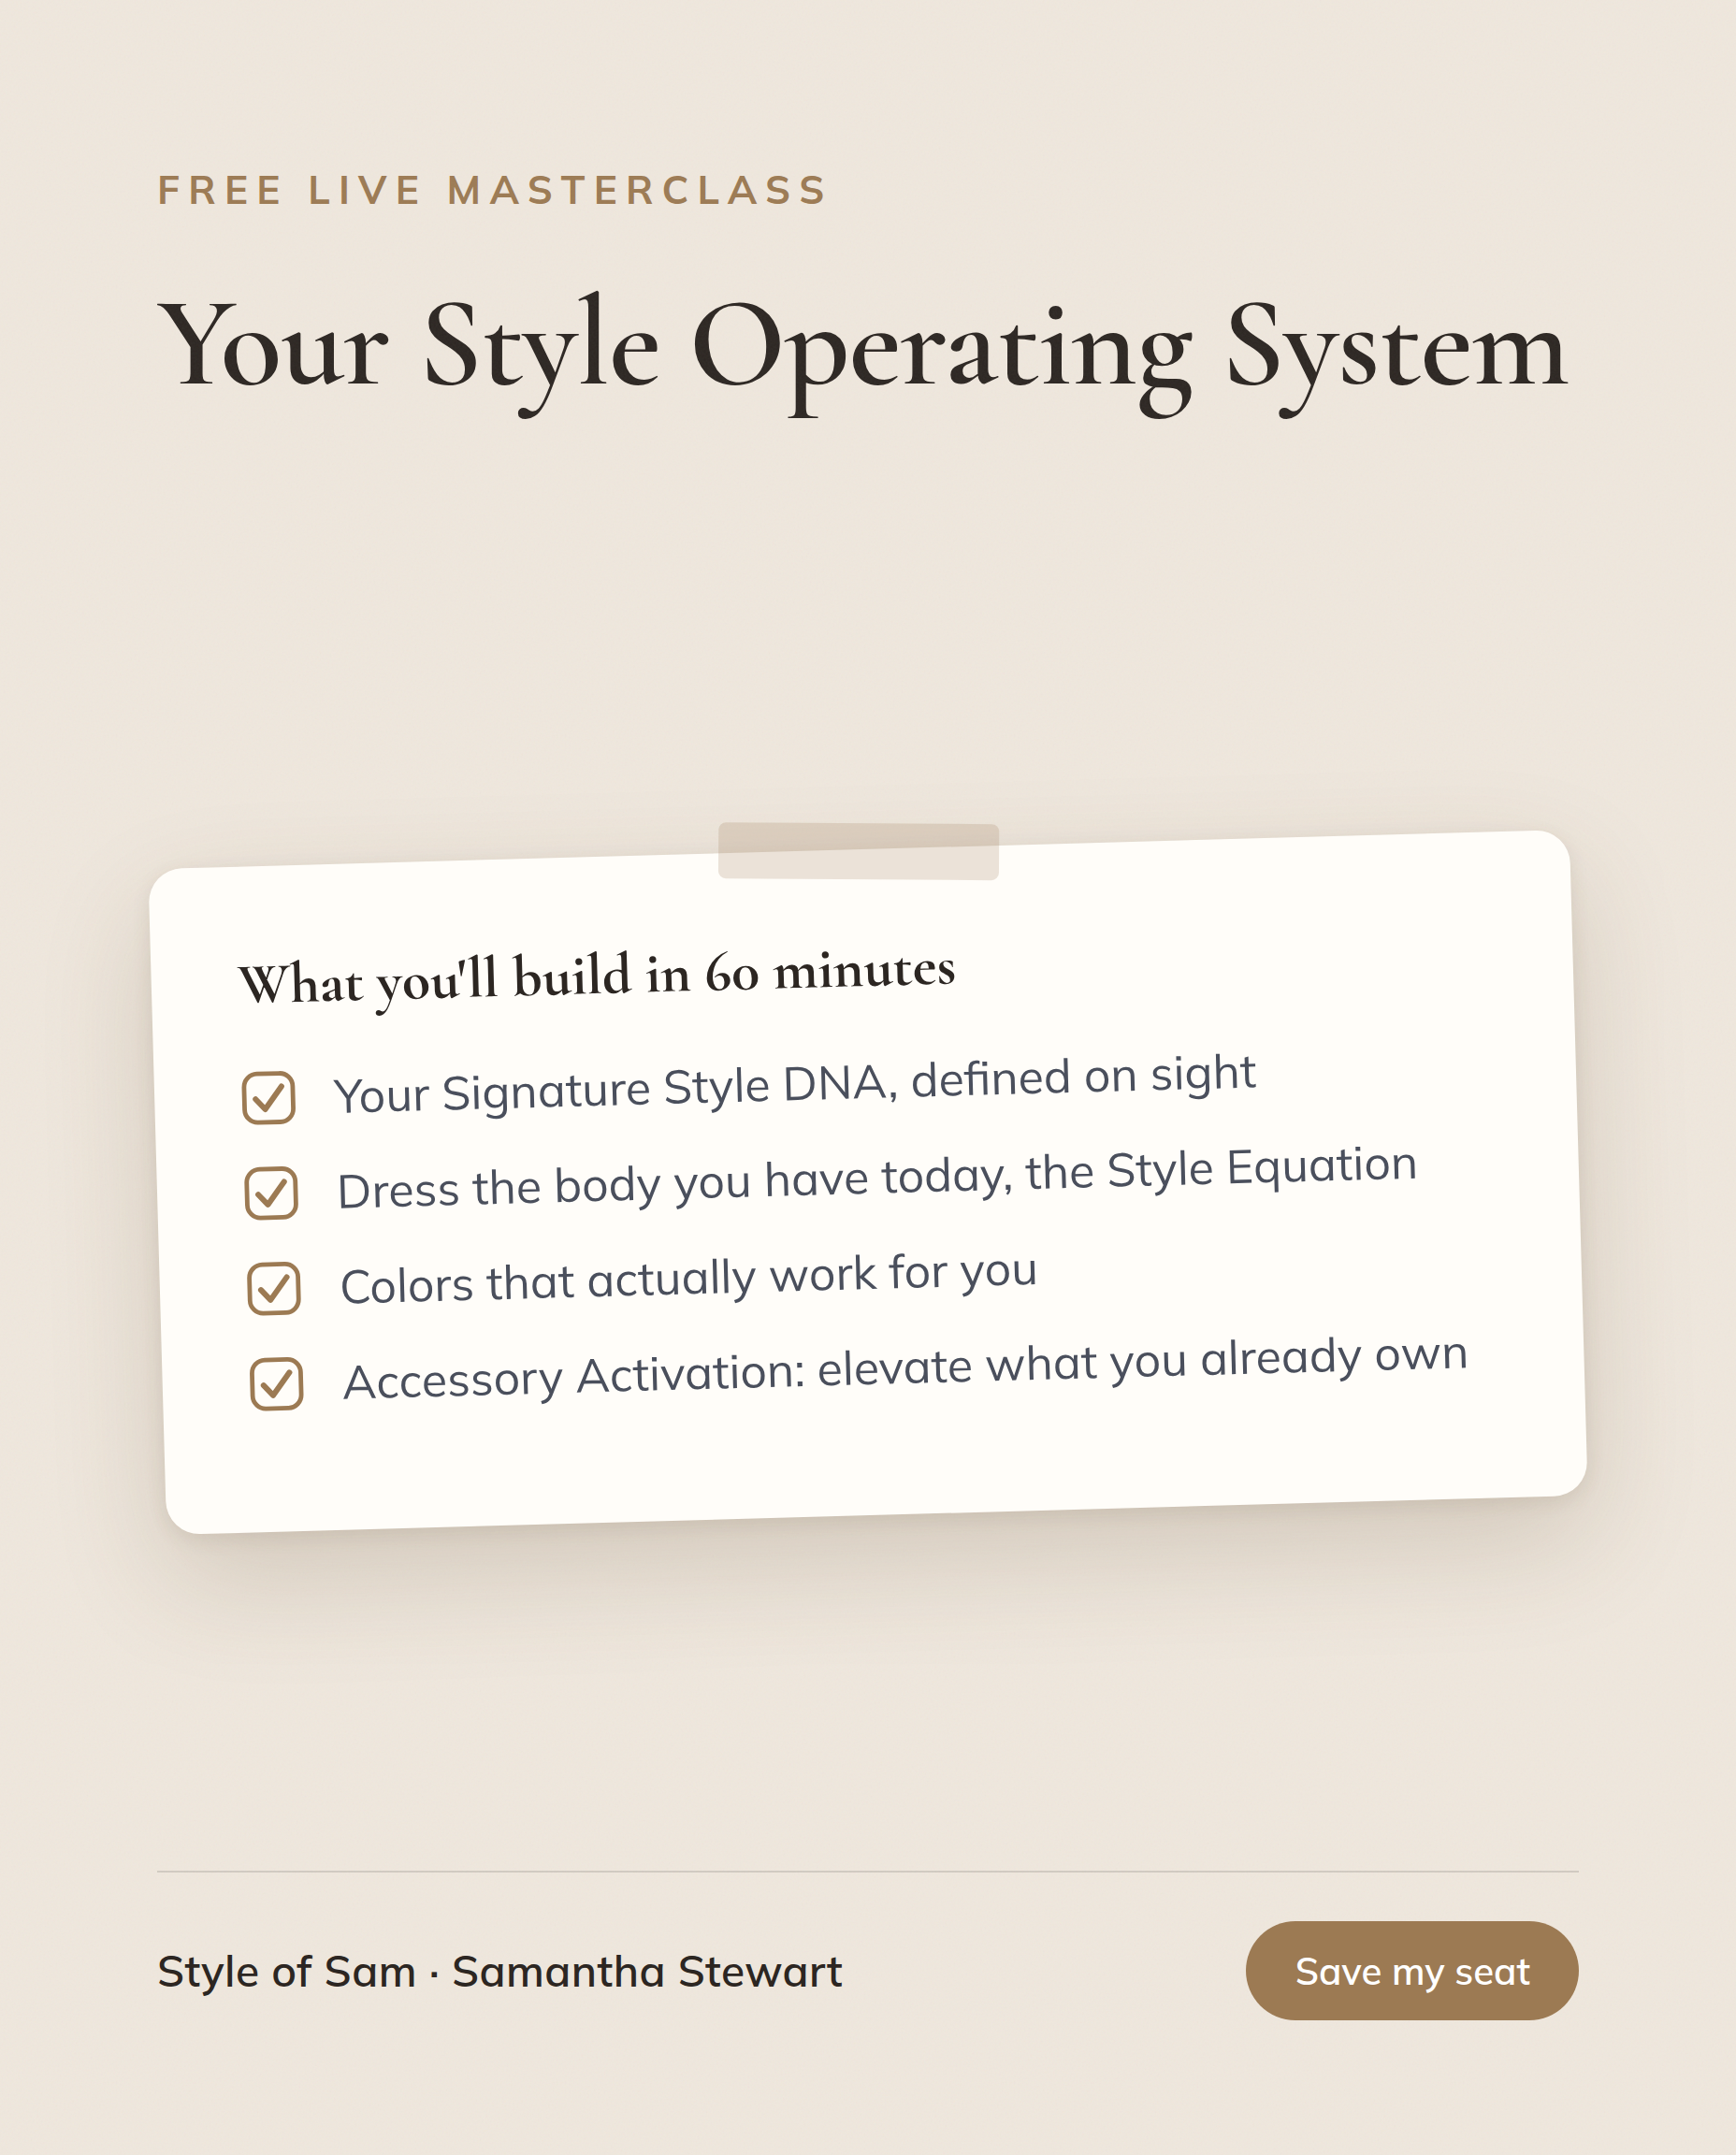 FREE LIVE MASTERCLASS
Your Style Operating System
What you'll build in 60 minutes
Your Signature Style DNA, defined on sight
Dress the body you have today, the Style Equation
Colors that actually work for you
Accessory Activation: elevate what you already own
Style of Sam · Samantha Stewart
Save my seat